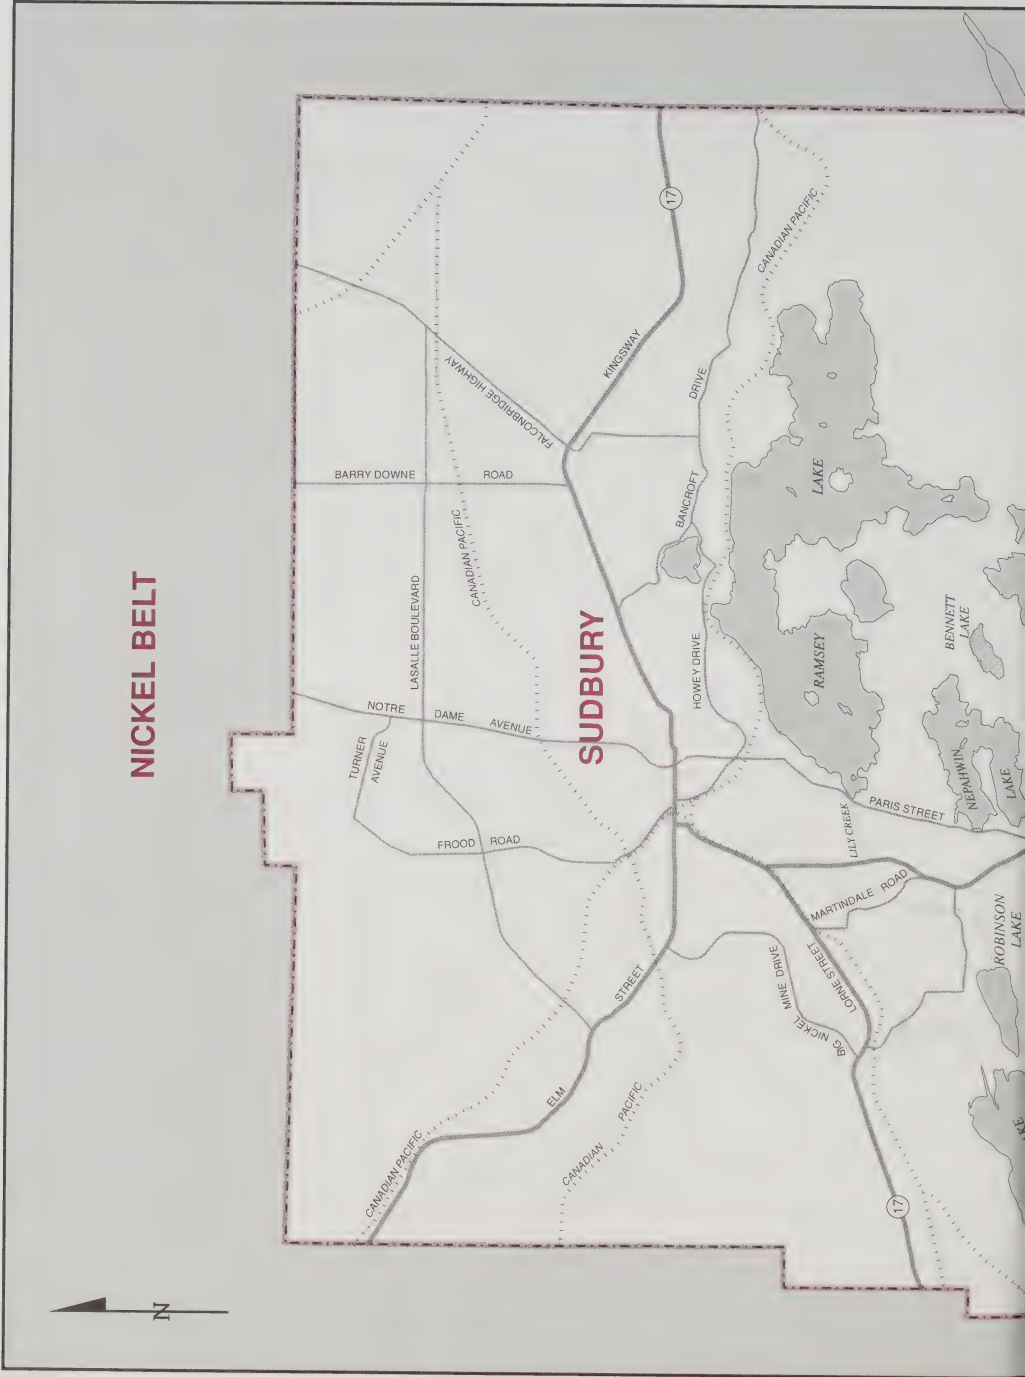 NICKEL BELT
SUDBURY
N
CANADIAN PACIFIC
ELM
STREET
CANADIAN
PACIFIC
TURNER
AVENUE
FROOD ROAD
NOTRE
DAME
AVENUE
LASALLE BOULEVARD
CANADIAN PACIFIC
BARRY DOWNE
ROAD
FALCONBRIDGE HIGHWAY
KINGSWAY
17
BANCROFT
DRIVE
CANADIAN PACIFIC
HOWEY DRIVE
RAMSEY
LAKE
BENNETT
LAKE
NEPAHWIN
LAKE
PARIS STREET
LILY CREEK
MARTINDALE ROAD
LORNE STREET
BIG NICKEL
MINE DRIVE
17
ROBINSON
LAKE